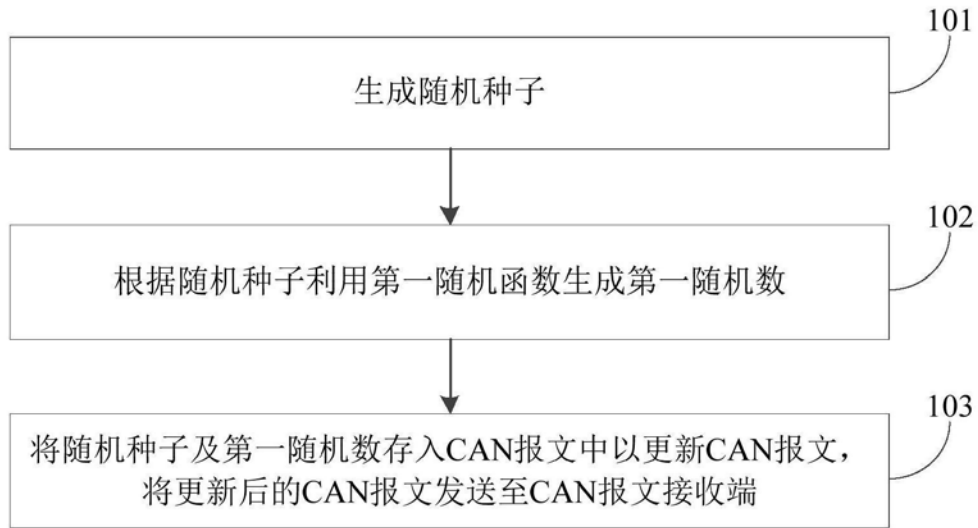 101
生成随机种子
102
根据随机种子利用第一随机函数生成第一随机数
103
将随机种子及第一随机数存入CAN报文中以更新CAN报文，
将更新后的CAN报文发送至CAN报文接收端